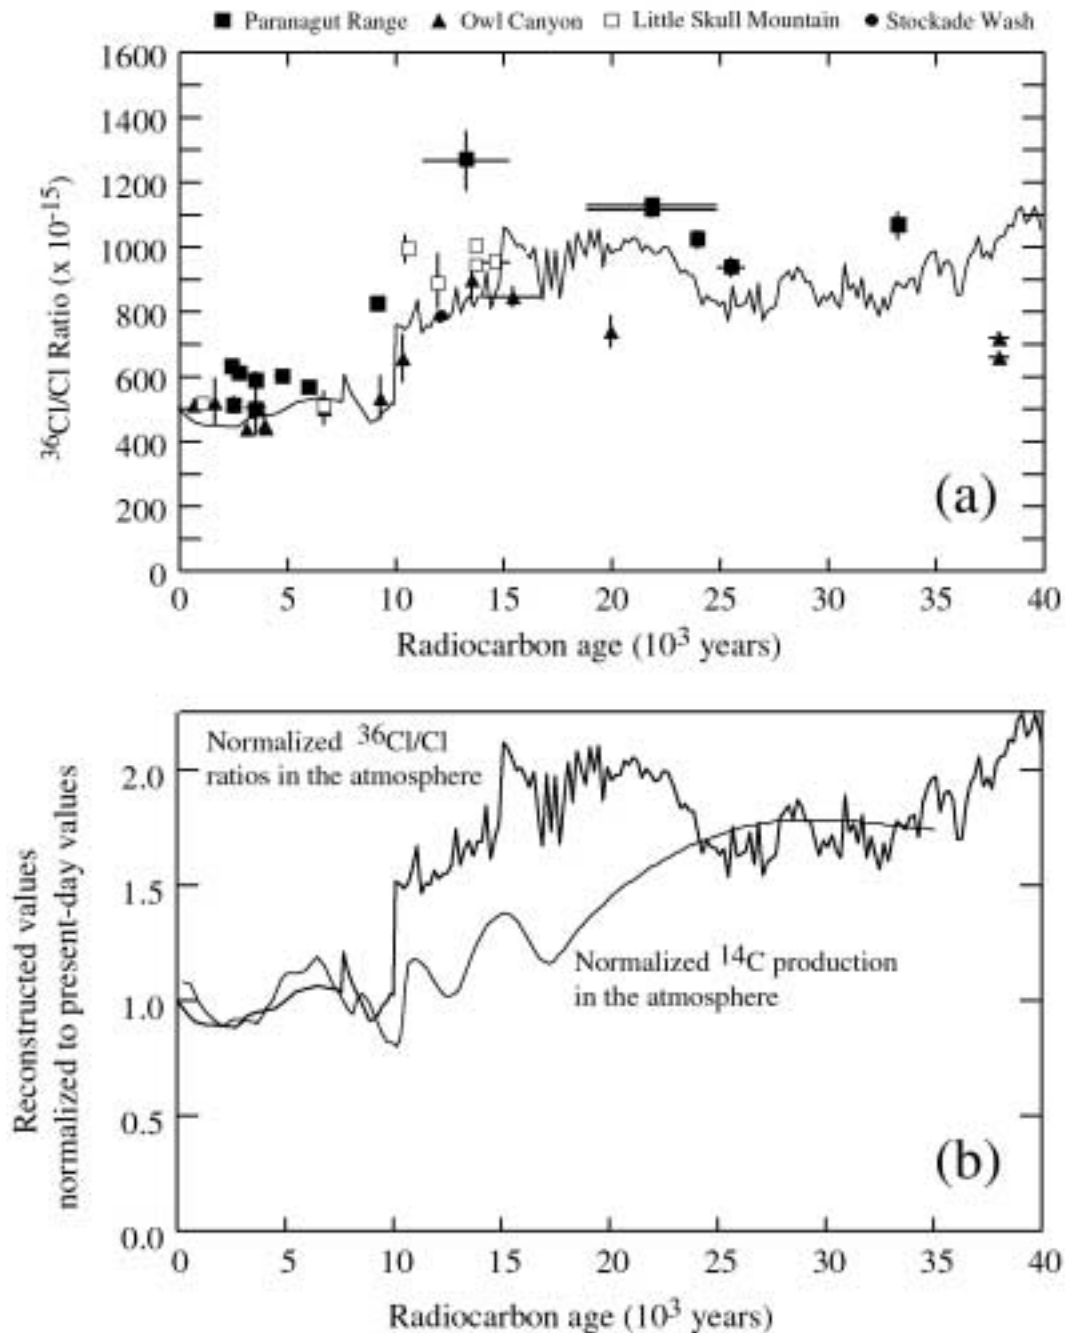 ■ Paranagut Range ▲ Owl Canyon □ Little Skull Mountain ● Stockade Wash
1600
1400
1200
1000
800
600
400
200
0
³⁶Cl/Cl Ratio (x 10⁻¹⁵)
(a)
0 5 10 15 20 25 30 35 40
Radiocarbon age (10³ years)
Normalized ³⁶Cl/Cl
ratios in the atmosphere
2.0
1.5
1.0
0.5
0.0
Reconstructed values
normalized to present-day values
Normalized ¹⁴C production
in the atmosphere
(b)
0 5 10 15 20 25 30 35 40
Radiocarbon age (10³ years)